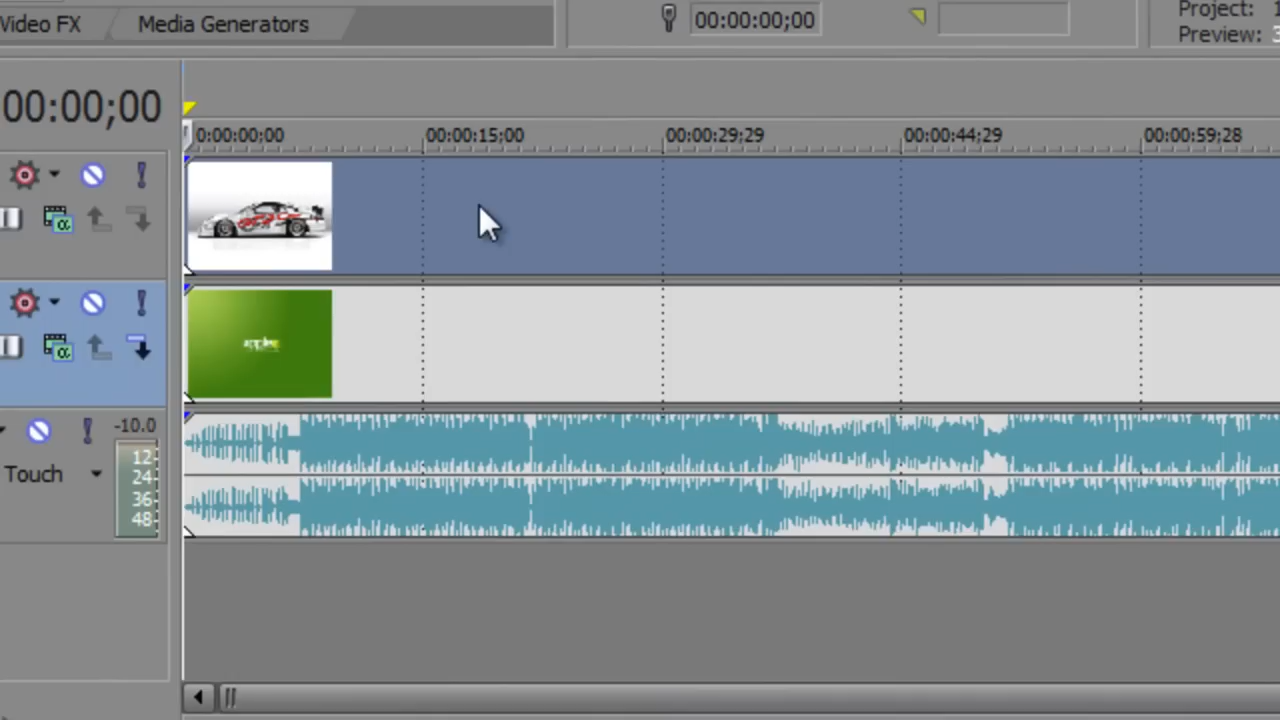 Video FX
Media Generators
00:00:00;00
Project: 1
Preview: 3
00:00;00
0:00:00;00
00:00:15;00
00:00:29;29
00:00:44;29
00:00:59;28
-10.0
12
24
36
48
Touch